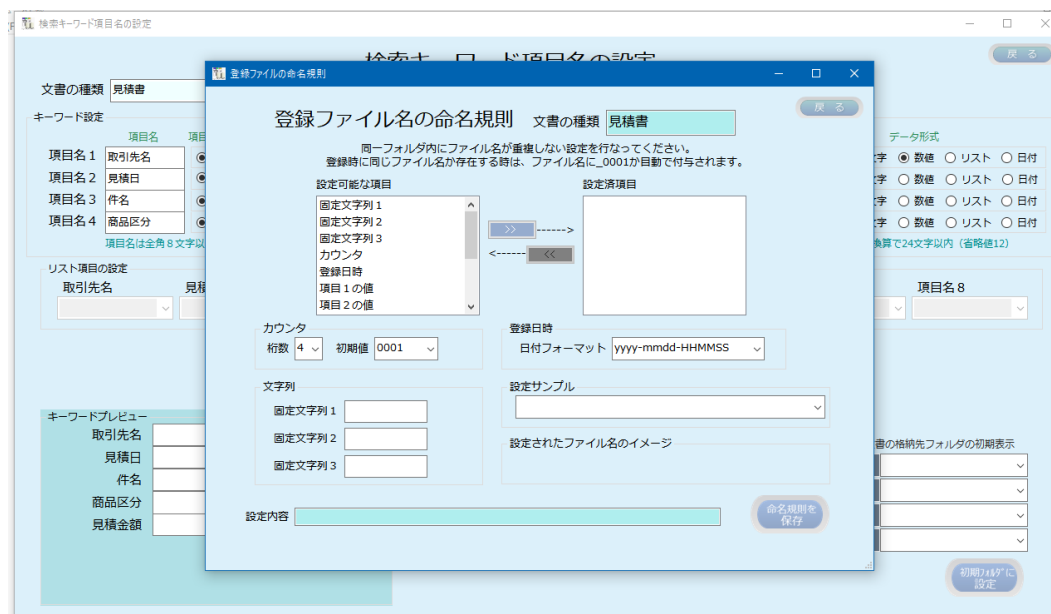 検索キーワード項目名の設定
検索キーワード項目名の設定
戻 る
文書の種類 見積書
キーワード設定
項目名
データ形式
項目名1 取引先名
字 数値 リスト 日付
項目名2 見積日
字 数値 リスト 日付
項目名3 件名
字 数値 リスト 日付
項目名4 商品区分
字 数値 リスト 日付
項目名は全角8文字以
換算で24文字以内（省略値12）
リスト項目の設定
取引先名
項目名8
キーワードプレビュー
取引先名
見積日
件名
商品区分
見積金額
書の格納先フォルダの初期表示
初期ﾌｫﾙﾀﾞに
設定
登録ファイルの命名規則
戻 る
登録ファイル名の命名規則 文書の種類 見積書
同一フォルダ内にファイル名が重複しない設定を行なってください。
登録時に同じファイル名が存在する時は、ファイル名に_0001か自動で付与されます。
設定可能な項目
設定済項目
固定文字列1
固定文字列2
固定文字列3
カウンタ
登録日時
項目1の値
項目2の値
>> ------>
<------ <<
カウンタ
桁数 4 初期値 0001
登録日時
日付フォーマット yyyy-mmdd-HHMMSS
文字列
固定文字列1
固定文字列2
固定文字列3
設定サンプル
設定されたファイル名のイメージ
設定内容
命名規則を
保存